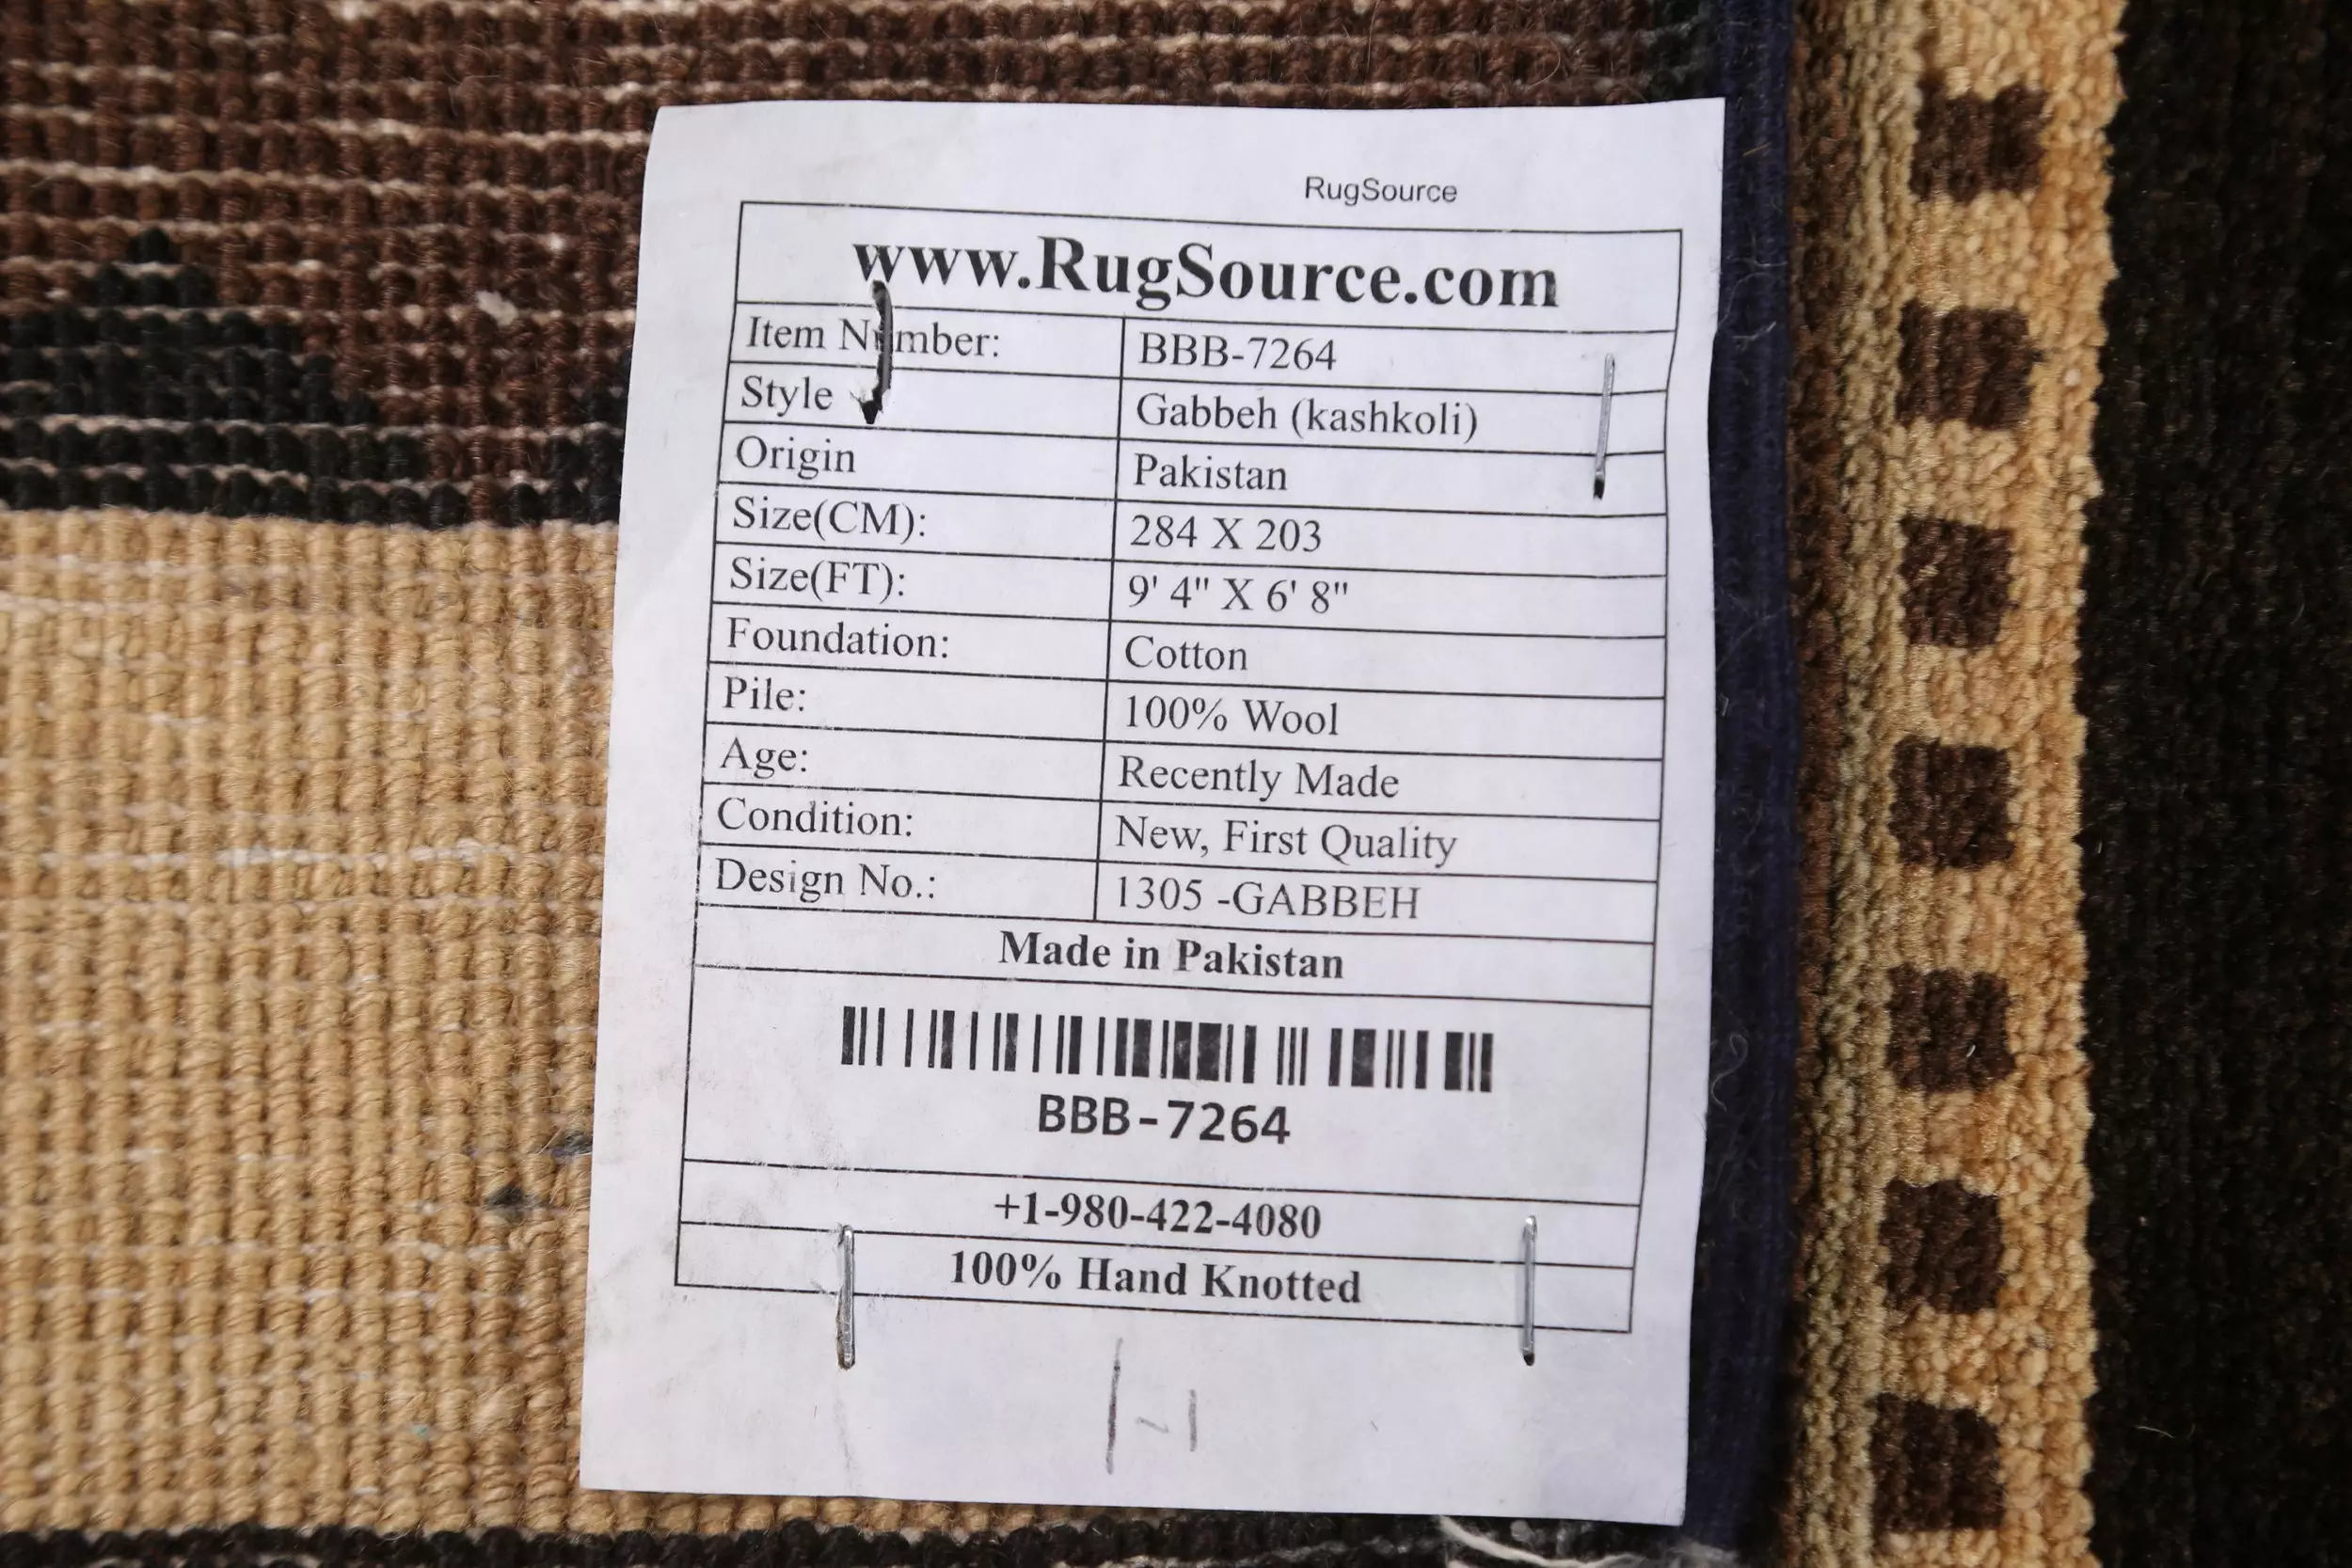 RugSource
www.RugSource.com
Item Number: BBB-7264
Style Gabbeh (kashkoli)
Origin Pakistan
Size(CM): 284 X 203
Size(FT): 9' 4" X 6' 8"
Foundation: Cotton
Pile: 100% Wool
Age: Recently Made
Condition: New, First Quality
Design No.: 1305 -GABBEH
Made in Pakistan
BBB-7264
+1-980-422-4080
100% Hand Knotted